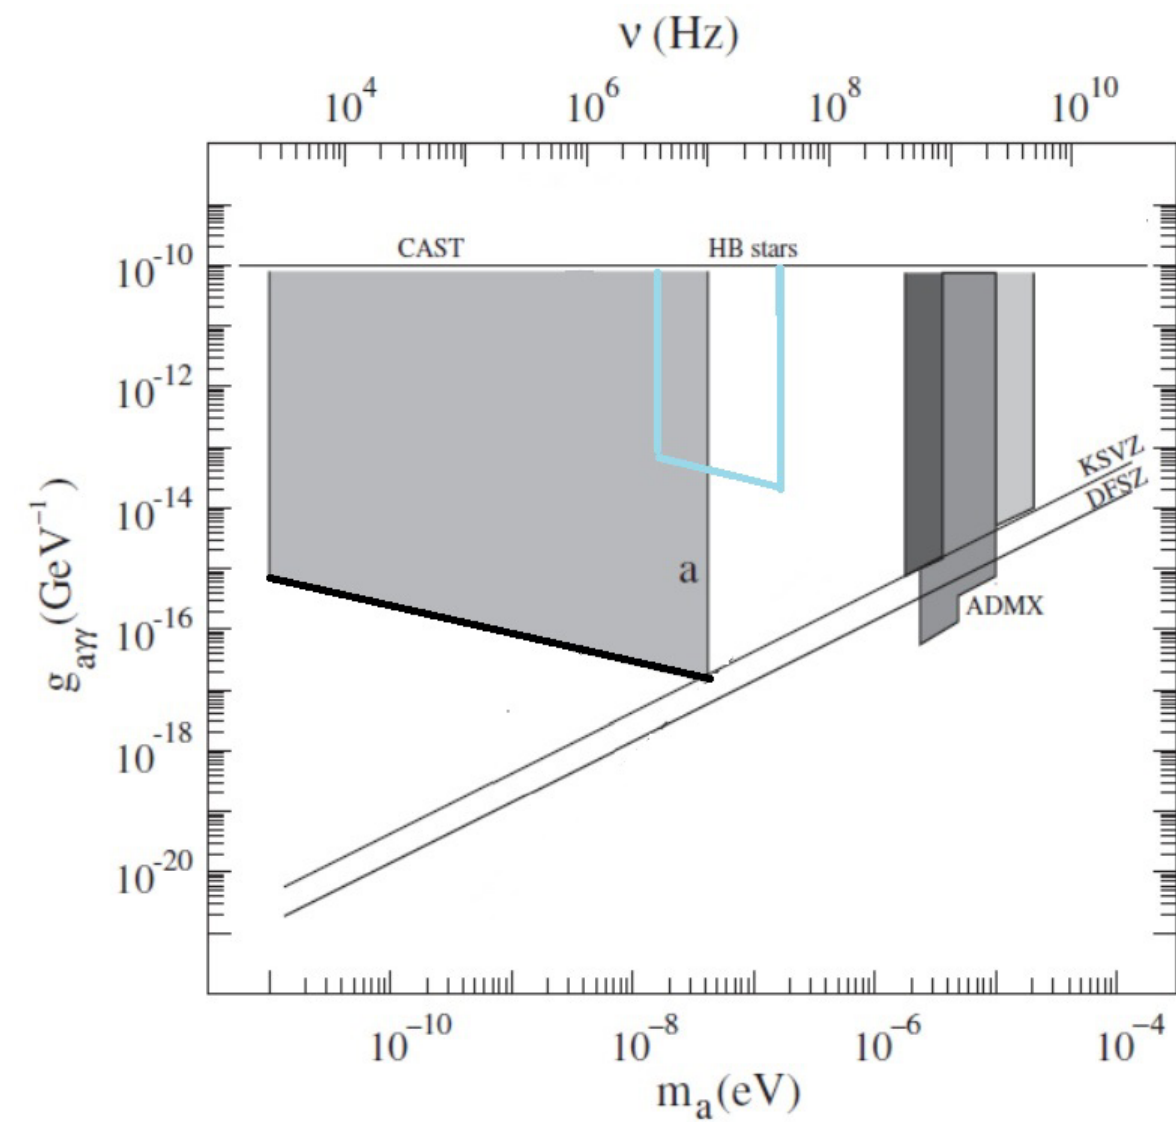 ν (Hz)
10^4 10^6 10^8 10^10
CAST HB stars
10^-10
10^-12
KSVZ
DFSZ
10^-14
g_aγγ (GeV^-1)
a
10^-16
ADMX
10^-18
10^-20
10^-10 10^-8 10^-6 10^-4
m_a (eV)